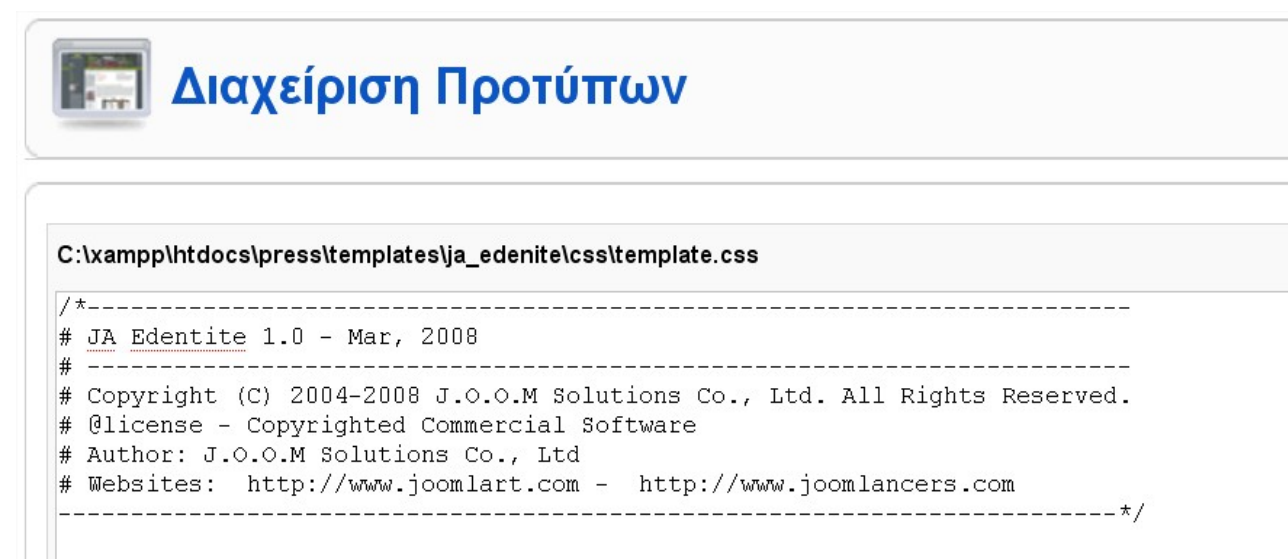 Διαχείριση Προτύπων
C:\xampp\htdocs\press\templates\ja_edenite\css\template.css
/*------------------------------------------------------------------------
# JA Edentite 1.0 - Mar, 2008
# ------------------------------------------------------------------------
# Copyright (C) 2004-2008 J.O.O.M Solutions Co., Ltd. All Rights Reserved.
# @license - Copyrighted Commercial Software
# Author: J.O.O.M Solutions Co., Ltd
# Websites:  http://www.joomlart.com -  http://www.joomlancers.com
-------------------------------------------------------------------------*/